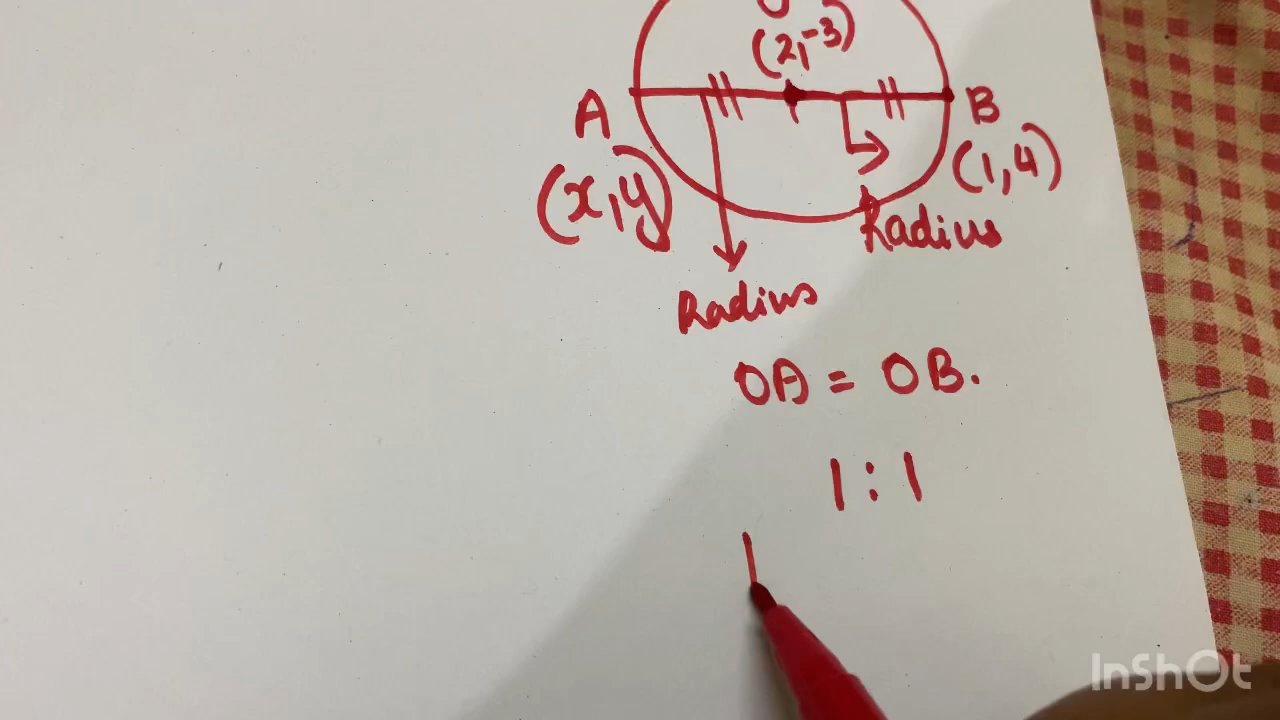 O
(2,-3)
A
B
(x,y)
(1,4)
Radius
Radius
OA = OB.
1:1
InShOt